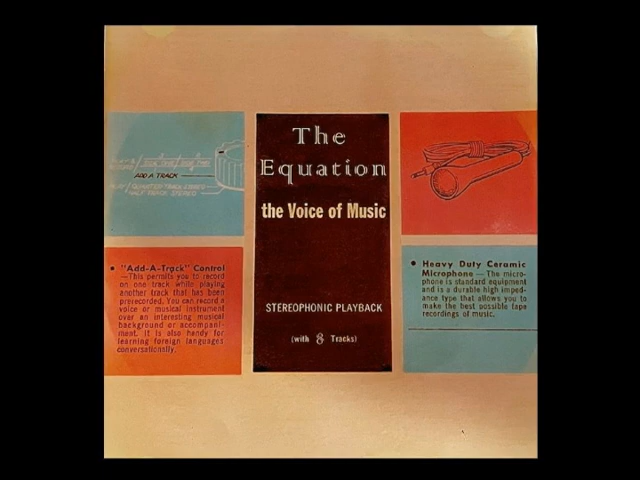 ADD A TRACK
The
Equation
the Voice of Music
STEREOPHONIC PLAYBACK
(with 8 Tracks)
• "Add-A-Track" Control
—This permits you to record
on one track while playing
another track that has been
prerecorded. You can record a
voice or musical instrument
over an interesting musical
background or accompani-
ment. It is also handy for
learning foreign languages
conversationally.
• Heavy Duty Ceramic
Microphone — The micro-
phone is standard equipment
and is a durable high imped-
ance type that allows you to
make the best possible tape
recordings of music.